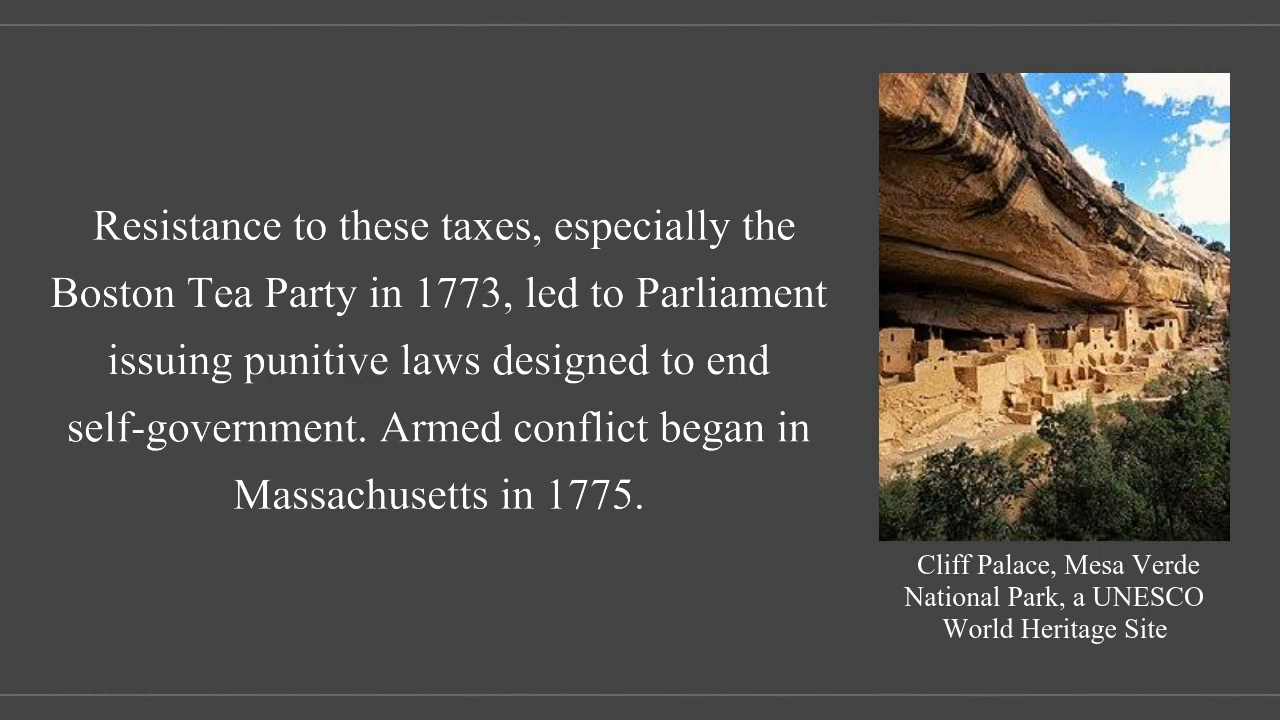 Resistance to these taxes, especially the
Boston Tea Party in 1773, led to Parliament
issuing punitive laws designed to end
self-government. Armed conflict began in
Massachusetts in 1775.
Cliff Palace, Mesa Verde
National Park, a UNESCO
World Heritage Site